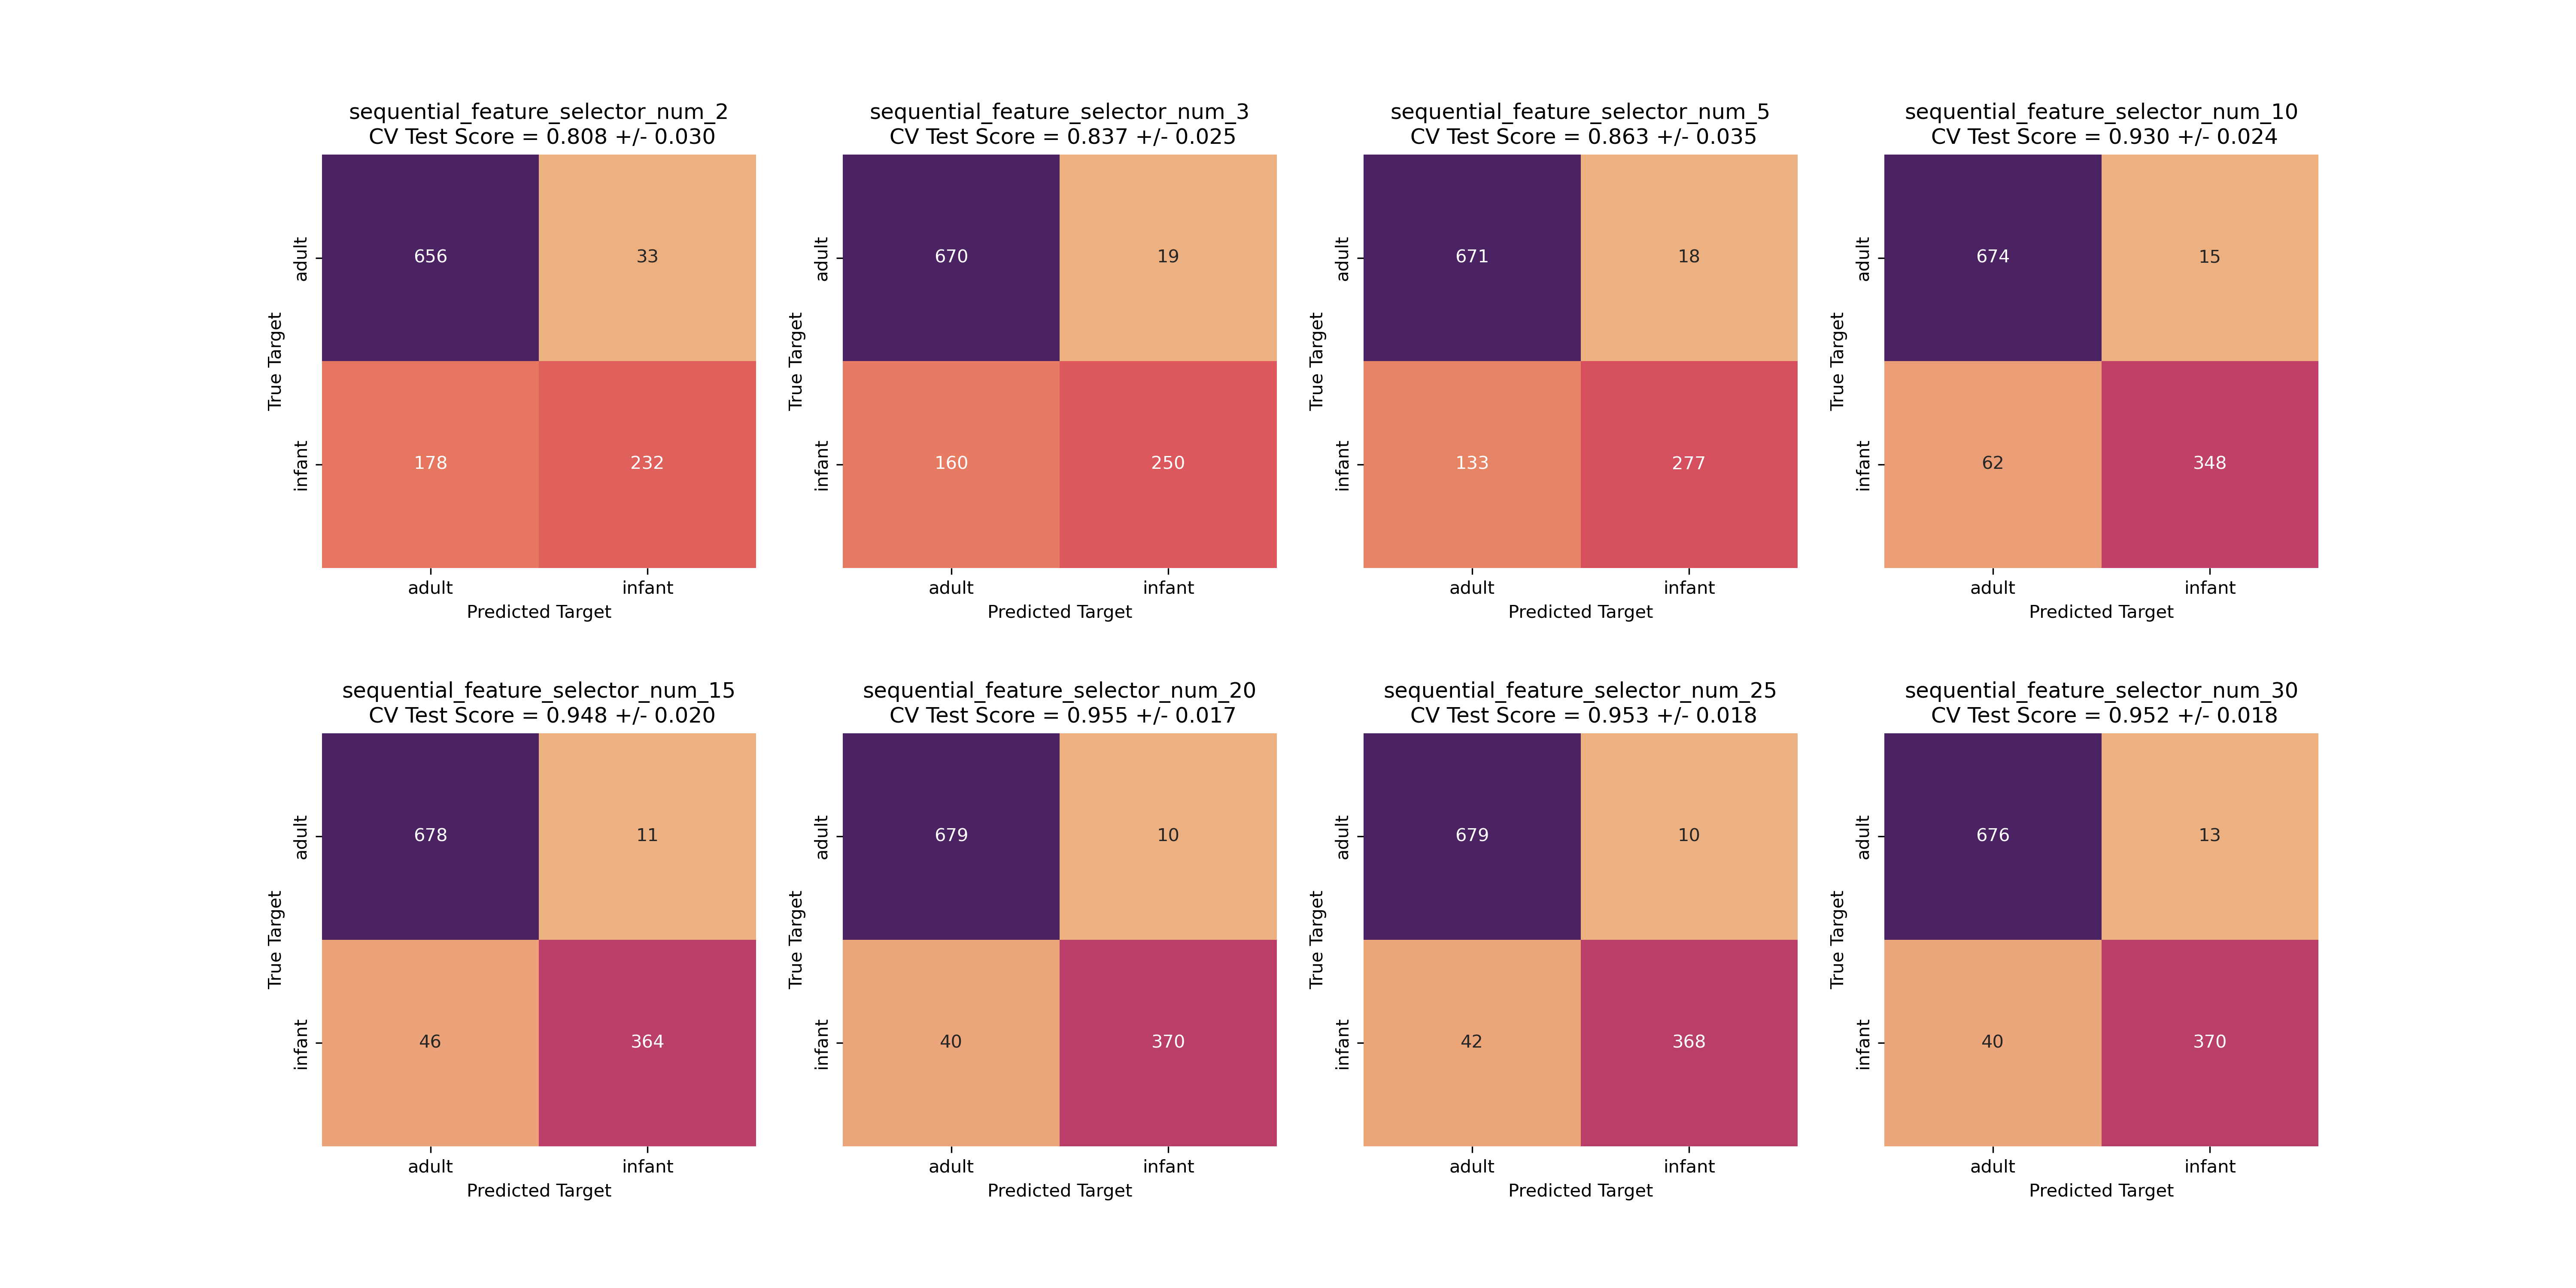 sequential_feature_selector_num_2
CV Test Score = 0.808 +/- 0.030
True Target
adult
infant
656
33
178
232
adult
infant
Predicted Target
sequential_feature_selector_num_3
CV Test Score = 0.837 +/- 0.025
True Target
adult
infant
670
19
160
250
adult
infant
Predicted Target
sequential_feature_selector_num_5
CV Test Score = 0.863 +/- 0.035
True Target
adult
infant
671
18
133
277
adult
infant
Predicted Target
sequential_feature_selector_num_10
CV Test Score = 0.930 +/- 0.024
True Target
adult
infant
674
15
62
348
adult
infant
Predicted Target
sequential_feature_selector_num_15
CV Test Score = 0.948 +/- 0.020
True Target
adult
infant
678
11
46
364
adult
infant
Predicted Target
sequential_feature_selector_num_20
CV Test Score = 0.955 +/- 0.017
True Target
adult
infant
679
10
40
370
adult
infant
Predicted Target
sequential_feature_selector_num_25
CV Test Score = 0.953 +/- 0.018
True Target
adult
infant
679
10
42
368
adult
infant
Predicted Target
sequential_feature_selector_num_30
CV Test Score = 0.952 +/- 0.018
True Target
adult
infant
676
13
40
370
adult
infant
Predicted Target